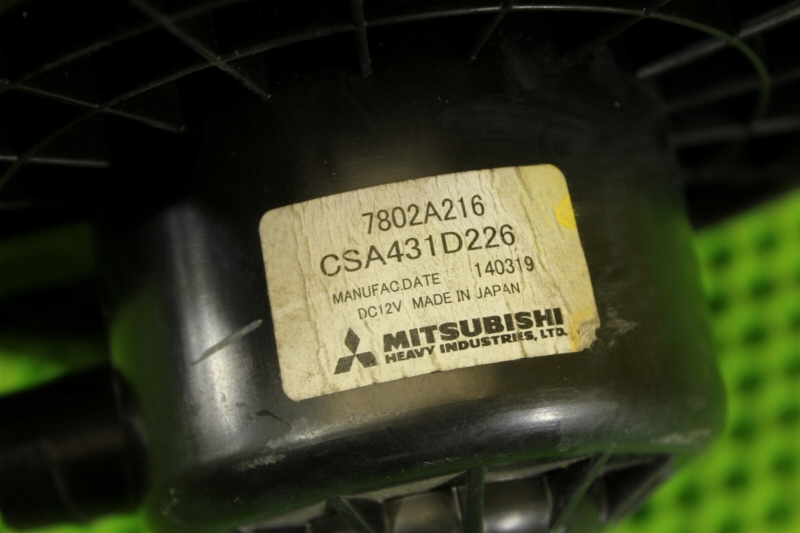 7802A216
CSA431D226
MANUFAC.DATE 140319
DC12V MADE IN JAPAN
MITSUBISHI
HEAVY INDUSTRIES, LTD.